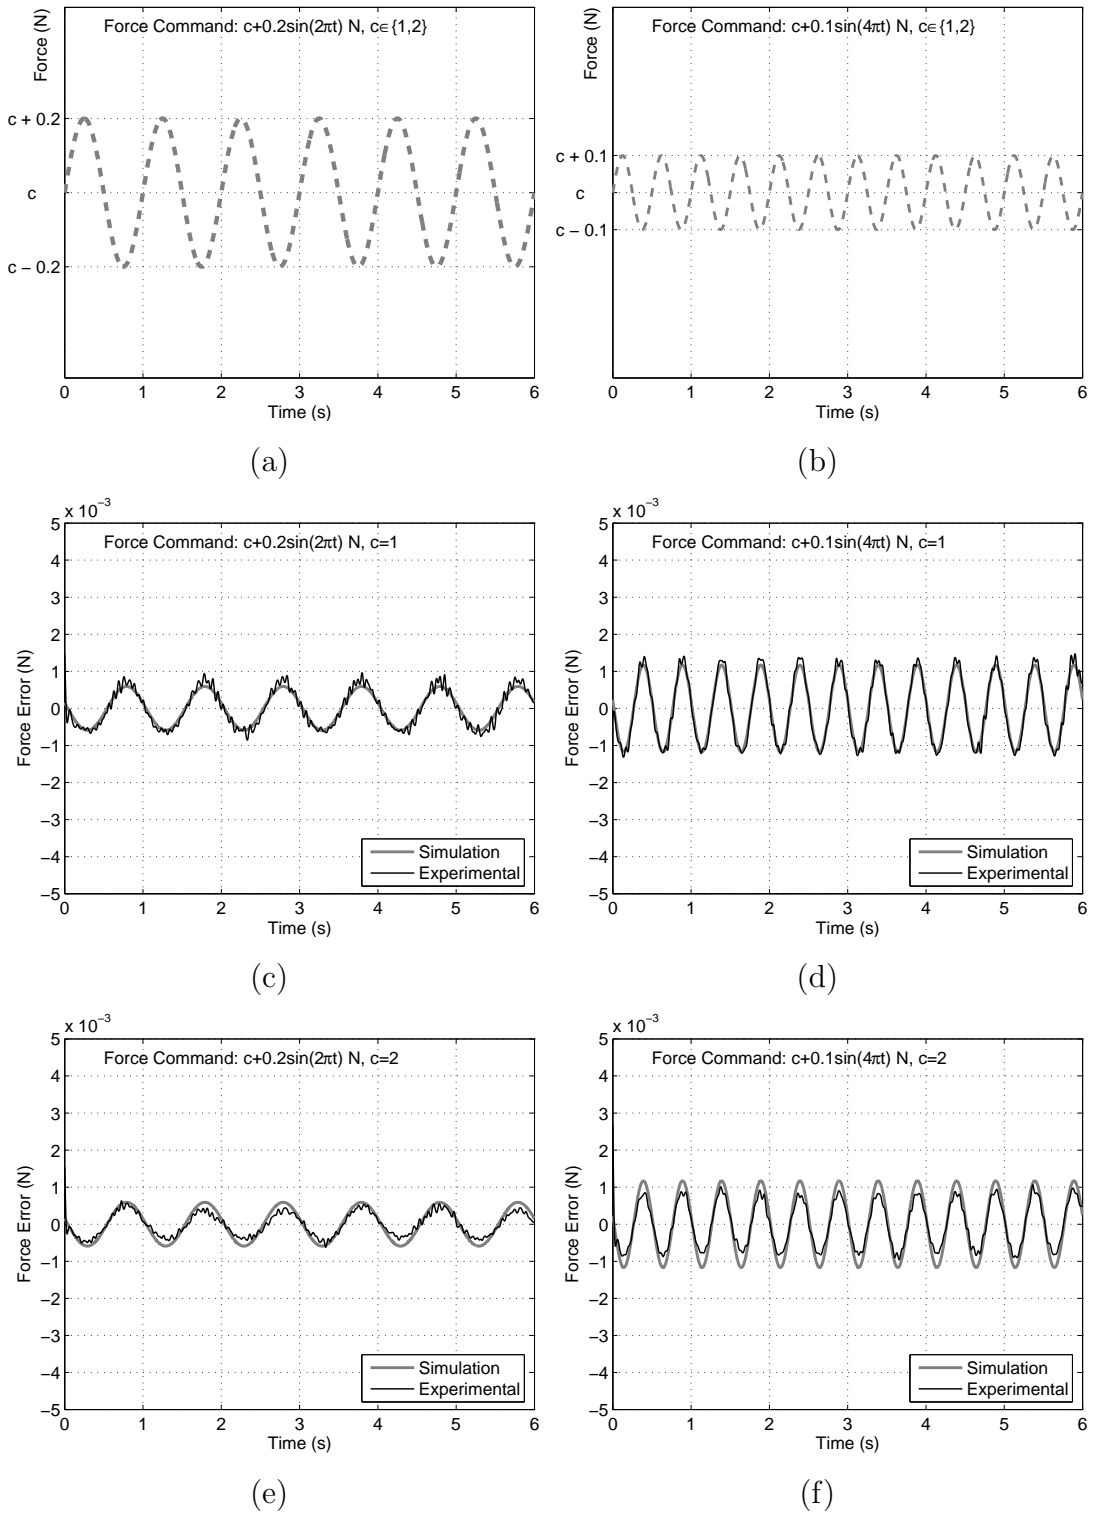 Force Command: c+0.2sin(2πt) N, c∈{1,2}
Force (N)
c + 0.2
c
c − 0.2
0 1 2 3 4 5 6
Time (s)
(a)
Force Command: c+0.1sin(4πt) N, c∈{1,2}
Force (N)
c + 0.1
c
c − 0.1
0 1 2 3 4 5 6
Time (s)
(b)
x 10⁻³
Force Command: c+0.2sin(2πt) N, c=1
Force Error (N)
5
4
3
2
1
0
−1
−2
−3
−4
−5
Simulation
Experimental
0 1 2 3 4 5 6
Time (s)
(c)
x 10⁻³
Force Command: c+0.1sin(4πt) N, c=1
Force Error (N)
5
4
3
2
1
0
−1
−2
−3
−4
−5
Simulation
Experimental
0 1 2 3 4 5 6
Time (s)
(d)
x 10⁻³
Force Command: c+0.2sin(2πt) N, c=2
Force Error (N)
5
4
3
2
1
0
−1
−2
−3
−4
−5
Simulation
Experimental
0 1 2 3 4 5 6
Time (s)
(e)
x 10⁻³
Force Command: c+0.1sin(4πt) N, c=2
Force Error (N)
5
4
3
2
1
0
−1
−2
−3
−4
−5
Simulation
Experimental
0 1 2 3 4 5 6
Time (s)
(f)